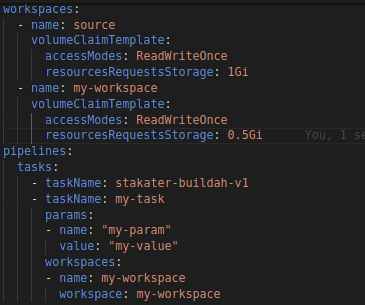 workspaces:
  - name: source
    volumeClaimTemplate:
      accessModes: ReadWriteOnce
      resourcesRequestsStorage: 1Gi
  - name: my-workspace
    volumeClaimTemplate:
      accessModes: ReadWriteOnce
      resourcesRequestsStorage: 0.5Gi     You, 1 se
pipelines:
  tasks:
    - taskName: stakater-buildah-v1
    - taskName: my-task
      params:
      - name: "my-param"
        value: "my-value"
      workspaces:
      - name: my-workspace
        workspace: my-workspace